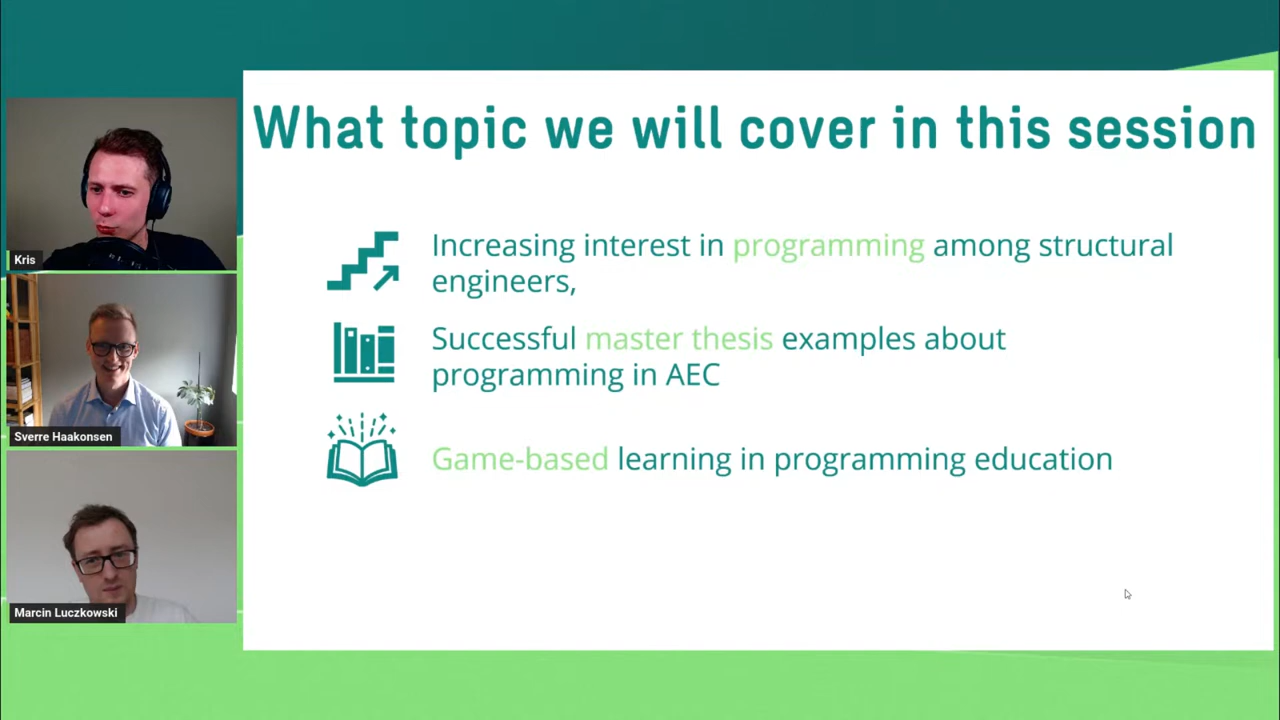 What topic we will cover in this session
Increasing interest in programming among structural
engineers,
Successful master thesis examples about
programming in AEC
Game-based learning in programming education
Kris
Sverre Haakonsen
Marcin Luczkowski